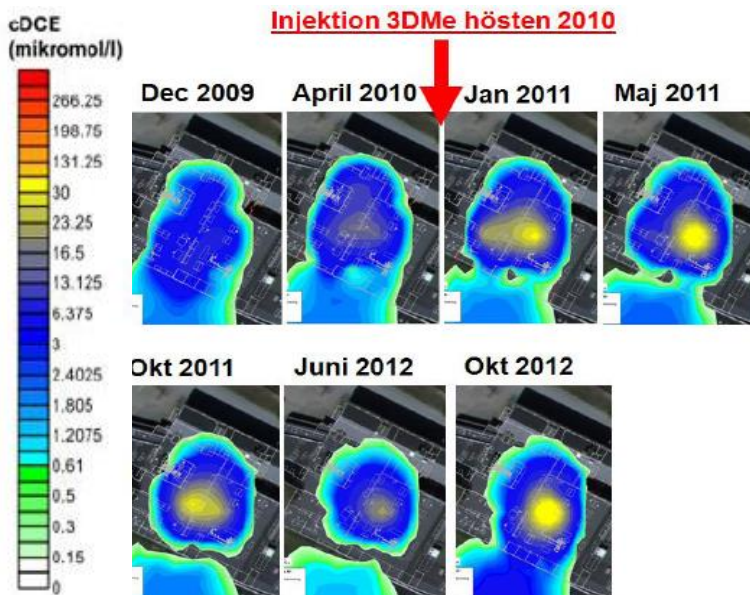 Injektion 3DMe hösten 2010
cDCE
(mikromol/l)
Dec 2009
April 2010
Jan 2011
Maj 2011
266.25
198.75
131.25
30
23.25
16.5
13.125
6.375
3
2.4025
1.805
1.2075
0.61
0.5
0.3
0.15
0
Okt 2011
Juni 2012
Okt 2012